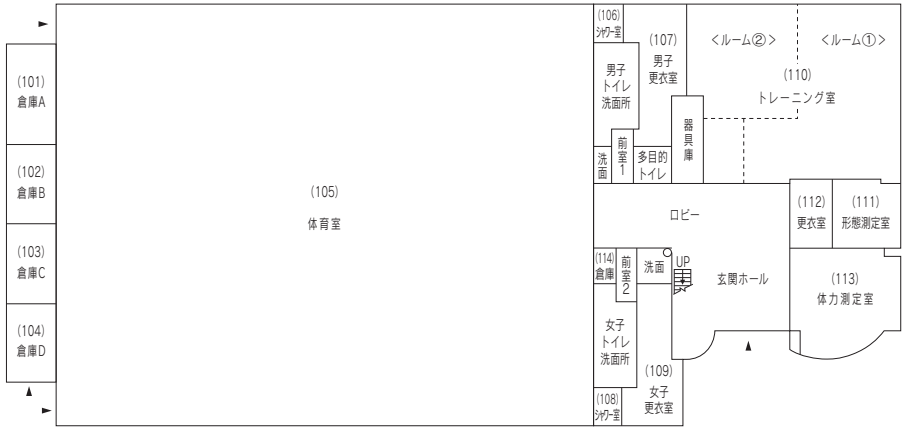 (101)
倉庫A
(102)
倉庫B
(103)
倉庫C
(104)
倉庫D
(105)
体育室
(106)
シャワー室
(107)
男子
更衣室
男子
トイレ
洗面所
前室1
洗面
多目的
トイレ
器具庫
<ルーム②>
<ルーム①>
(110)
トレーニング室
ロビー
(112)
更衣室
(111)
形態測定室
(114)
倉庫
前室2
洗面
UP
玄関ホール
(113)
体力測定室
女子
トイレ
洗面所
(109)
女子
更衣室
(108)
シャワー室